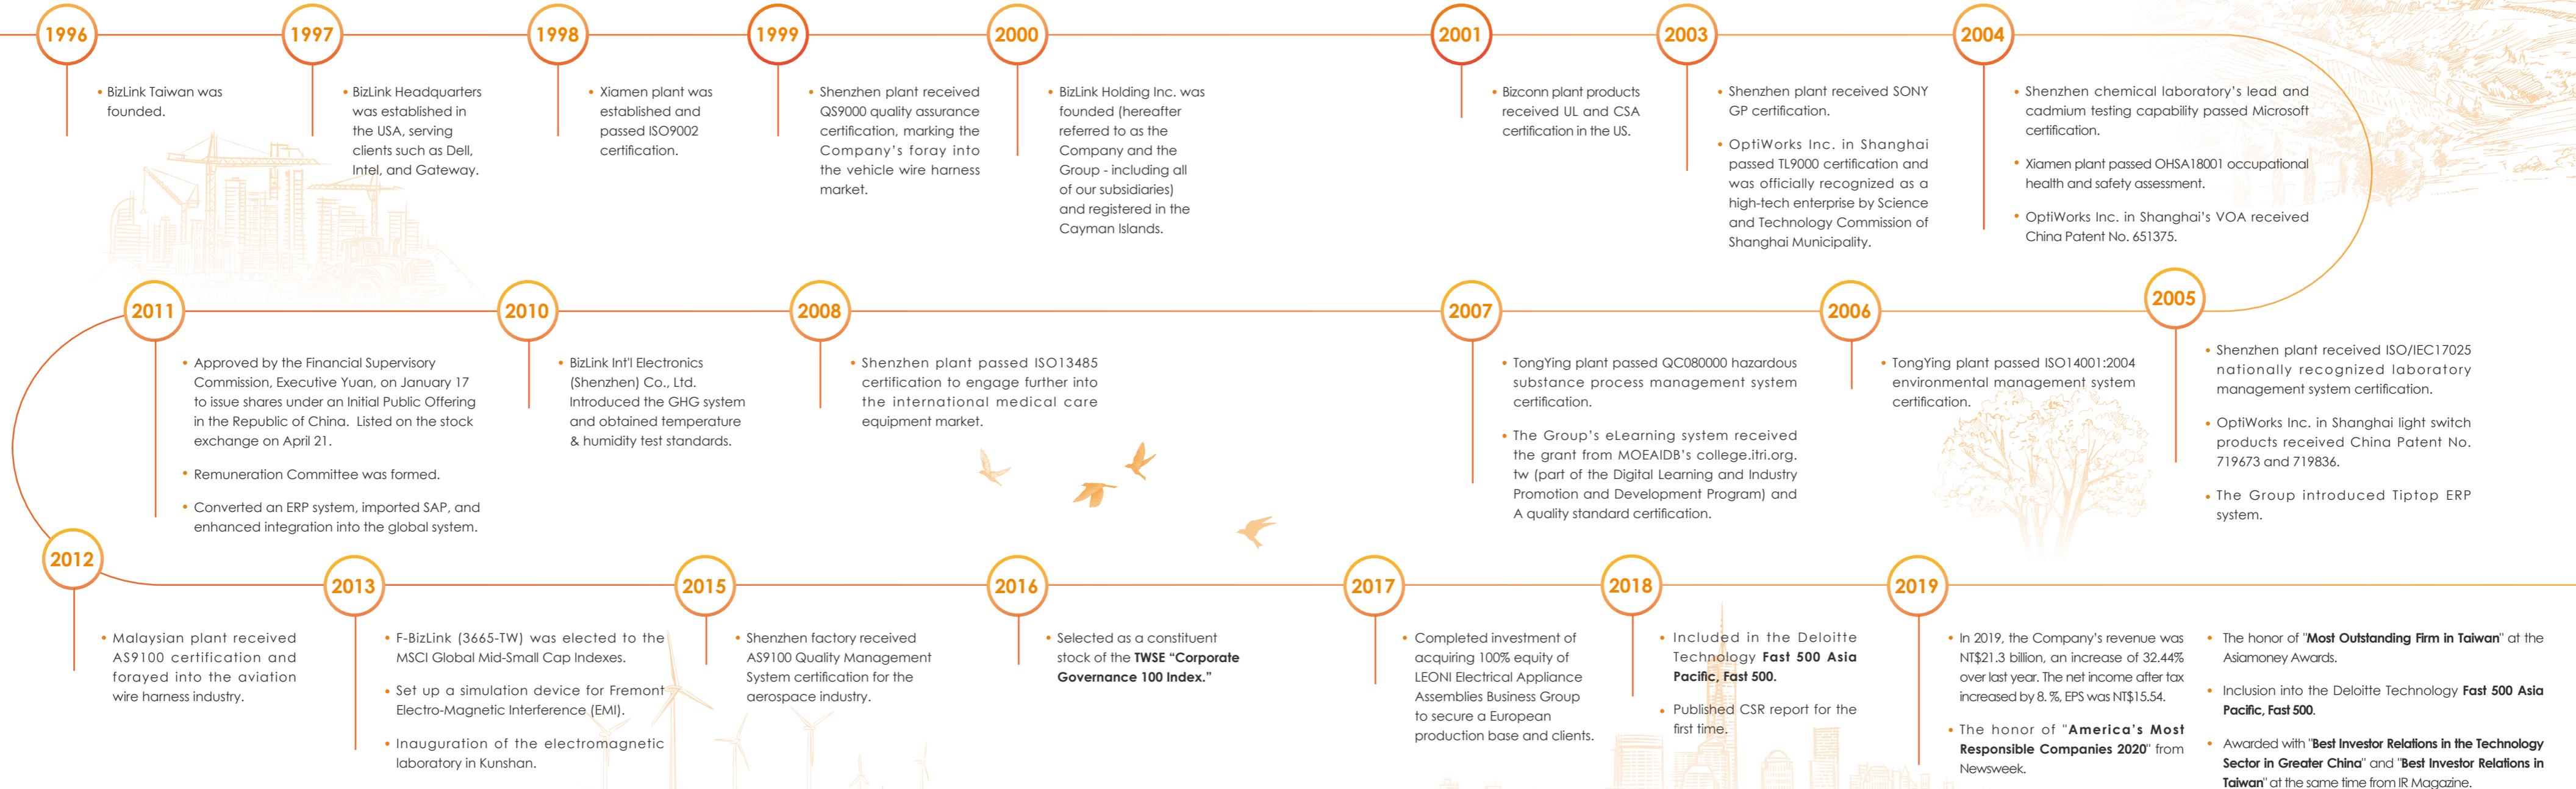 1996
• BizLink Taiwan was
founded.
1997
• BizLink Headquarters
was established in
the USA, serving
clients such as Dell,
Intel, and Gateway.
1998
• Xiamen plant was
established and
passed ISO9002
certification.
1999
• Shenzhen plant received
QS9000 quality assurance
certification, marking the
Company's foray into
the vehicle wire harness
market.
2000
• BizLink Holding Inc. was
founded (hereafter
referred to as the
Company and the
Group - including all
of our subsidiaries)
and registered in the
Cayman Islands.
2001
• Bizconn plant products
received UL and CSA
certification in the US.
2003
• Shenzhen plant received SONY
GP certification.
• OptiWorks Inc. in Shanghai
passed TL9000 certification and
was officially recognized as a
high-tech enterprise by Science
and Technology Commission of
Shanghai Municipality.
2004
• Shenzhen chemical laboratory's lead and
cadmium testing capability passed Microsoft
certification.
• Xiamen plant passed OHSA18001 occupational
health and safety assessment.
• OptiWorks Inc. in Shanghai's VOA received
China Patent No. 651375.
2005
• Shenzhen plant received ISO/IEC17025
nationally recognized laboratory
management system certification.
• OptiWorks Inc. in Shanghai light switch
products received China Patent No.
719673 and 719836.
• The Group introduced Tiptop ERP
system.
2006
• TongYing plant passed ISO14001:2004
environmental management system
certification.
2007
• TongYing plant passed QC080000 hazardous
substance process management system
certification.
• The Group's eLearning system received
the grant from MOEAIDB's college.itri.org.
tw (part of the Digital Learning and Industry
Promotion and Development Program) and
A quality standard certification.
2008
• Shenzhen plant passed ISO13485
certification to engage further into
the international medical care
equipment market.
2010
• BizLink Int'l Electronics
(Shenzhen) Co., Ltd.
Introduced the GHG system
and obtained temperature
& humidity test standards.
2011
• Approved by the Financial Supervisory
Commission, Executive Yuan, on January 17
to issue shares under an Initial Public Offering
in the Republic of China. Listed on the stock
exchange on April 21.
• Remuneration Committee was formed.
• Converted an ERP system, imported SAP, and
enhanced integration into the global system.
2012
• Malaysian plant received
AS9100 certification and
forayed into the aviation
wire harness industry.
2013
• F-BizLink (3665-TW) was elected to the
MSCI Global Mid-Small Cap Indexes.
• Set up a simulation device for Fremont
Electro-Magnetic Interference (EMI).
• Inauguration of the electromagnetic
laboratory in Kunshan.
2015
• Shenzhen factory received
AS9100 Quality Management
System certification for the
aerospace industry.
2016
• Selected as a constituent
stock of the TWSE “Corporate
Governance 100 Index.”
2017
• Completed investment of
acquiring 100% equity of
LEONI Electrical Appliance
Assemblies Business Group
to secure a European
production base and clients.
2018
• Included in the Deloitte
Technology Fast 500 Asia
Pacific, Fast 500.
• Published CSR report for the
first time.
2019
• In 2019, the Company's revenue was
NT$21.3 billion, an increase of 32.44%
over last year. The net income after tax
increased by 8. %, EPS was NT$15.54.
• The honor of "America's Most
Responsible Companies 2020" from
Newsweek.
• The honor of "Most Outstanding Firm in Taiwan" at the
Asiamoney Awards.
• Inclusion into the Deloitte Technology Fast 500 Asia
Pacific, Fast 500.
• Awarded with "Best Investor Relations in the Technology
Sector in Greater China" and "Best Investor Relations in
Taiwan" at the same time from IR Magazine.